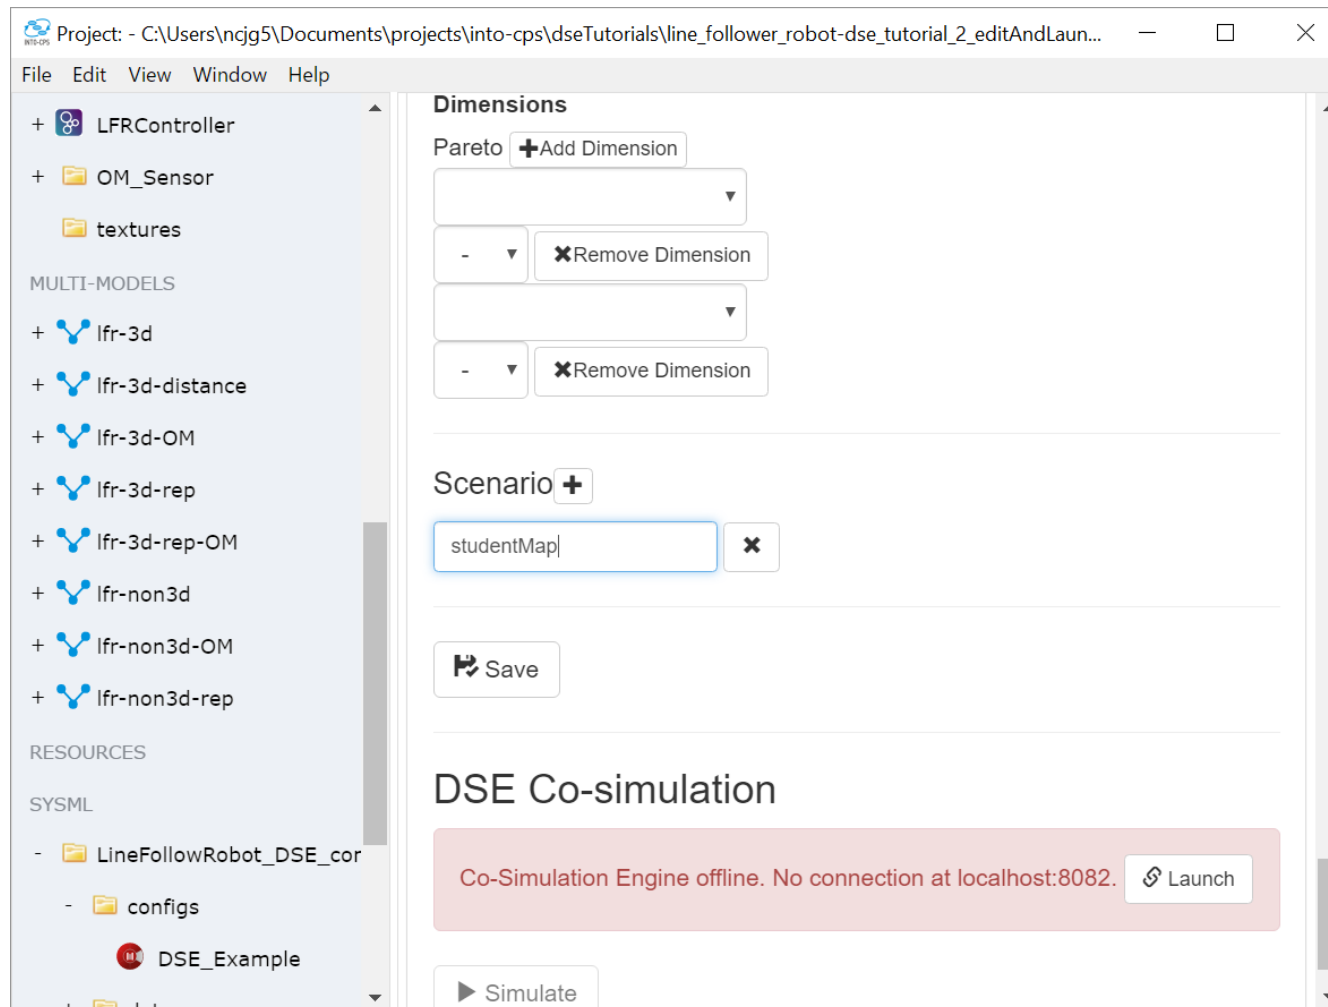 INTO-CPS Project: - C:\Users\ncjg5\Documents\projects\into-cps\dseTutorials\line_follower_robot-dse_tutorial_2_editAndLaun...
File Edit View Window Help
+ LFRController
+ OM_Sensor
textures
MULTI-MODELS
+ lfr-3d
+ lfr-3d-distance
+ lfr-3d-OM
+ lfr-3d-rep
+ lfr-3d-rep-OM
+ lfr-non3d
+ lfr-non3d-OM
+ lfr-non3d-rep
RESOURCES
SYSML
- LineFollowRobot_DSE_cor
- configs
DSE_Example
Dimensions
Pareto +Add Dimension
- Remove Dimension
- Remove Dimension
Scenario +
studentMap
Save
DSE Co-simulation
Co-Simulation Engine offline. No connection at localhost:8082. Launch
Simulate